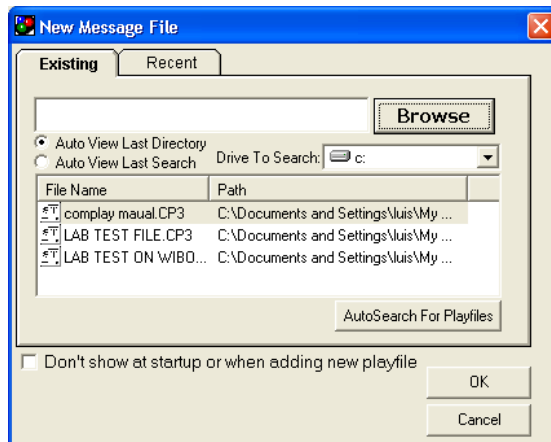 New Message File
Existing Recent
Browse
Auto View Last Directory
Auto View Last Search Drive To Search: c:
File Name Path
complay maual.CP3 C:\Documents and Settings\luis\My ...
LAB TEST FILE.CP3 C:\Documents and Settings\luis\My ...
LAB TEST ON WIBO... C:\Documents and Settings\luis\My ...
AutoSearch For Playfiles
Don't show at startup or when adding new playfile
OK
Cancel